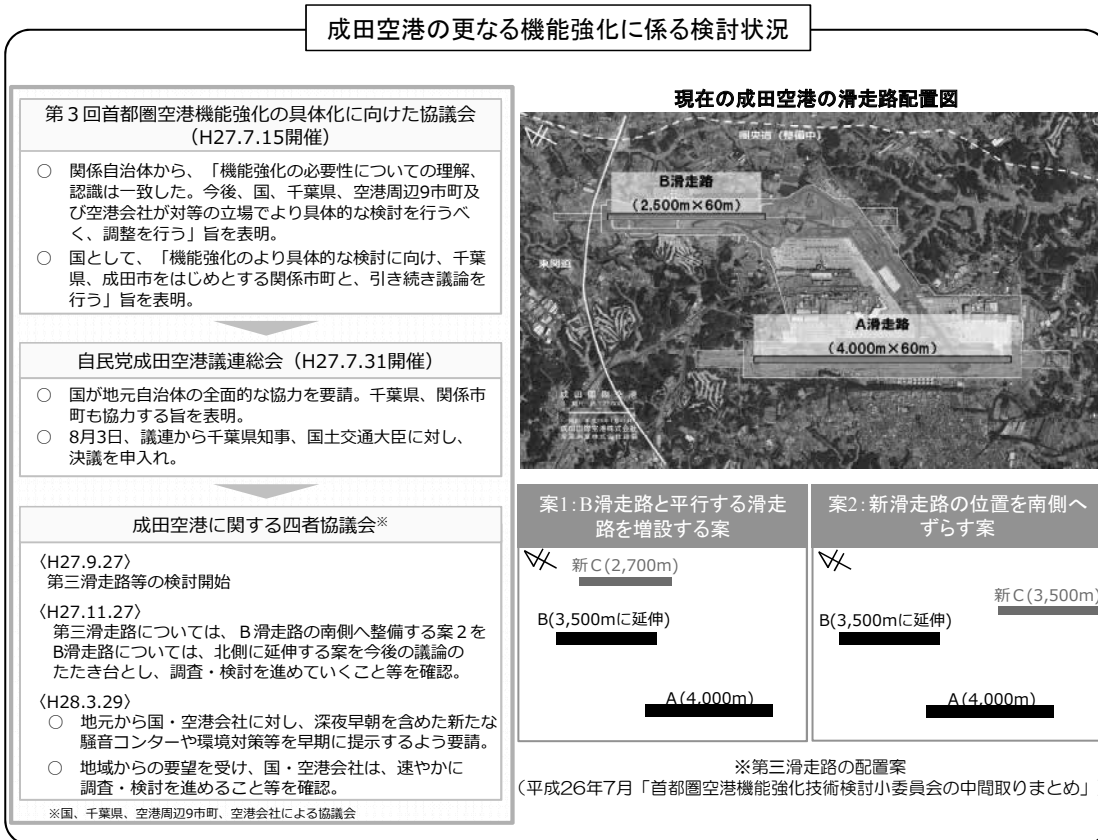 成田空港の更なる機能強化に係る検討状況
第３回首都圏空港機能強化の具体化に向けた協議会
（H27.7.15開催）
○ 関係自治体から、「機能強化の必要性についての理解、
認識は一致した。今後、国、千葉県、空港周辺9市町及
び空港会社が対等の立場でより具体的な検討を行うべ
く、調整を行う」旨を表明。
○ 国として、「機能強化のより具体的な検討に向け、千葉
県、成田市をはじめとする関係市町と、引き続き議論を
行う」旨を表明。
自民党成田空港議連総会（H27.7.31開催）
○ 国が地元自治体の全面的な協力を要請。千葉県、関係市
町も協力する旨を表明。
○ 8月3日、議連から千葉県知事、国土交通大臣に対し、
決議を申入れ。
成田空港に関する四者協議会※
〈H27.9.27〉
第三滑走路等の検討開始
〈H27.11.27〉
第三滑走路については、Ｂ滑走路の南側へ整備する案２を
B滑走路については、北側に延伸する案を今後の議論の
たたき台とし、調査・検討を進めていくこと等を確認。
〈H28.3.29〉
○ 地元から国・空港会社に対し、深夜早朝を含めた新たな
騒音コンターや環境対策等を早期に提示するよう要請。
○ 地域からの要望を受け、国・空港会社は、速やかに
調査・検討を進めること等を確認。
※国、千葉県、空港周辺9市町、空港会社による協議会
現在の成田空港の滑走路配置図
圏央道（整備中）
B滑走路
（2,500m×60m）
東関道
A滑走路
（4,000m×60m）
成田国際空港
成田国際空港株式会社
案1：B滑走路と平行する滑走
路を増設する案
新Ｃ(2,700m)
B(3,500mに延伸)
A(4,000m)
案2：新滑走路の位置を南側へ
ずらす案
新Ｃ(3,500m)
B(3,500mに延伸)
A(4,000m)
※第三滑走路の配置案
（平成26年7月「首都圏空港機能強化技術検討小委員会の中間取りまとめ」